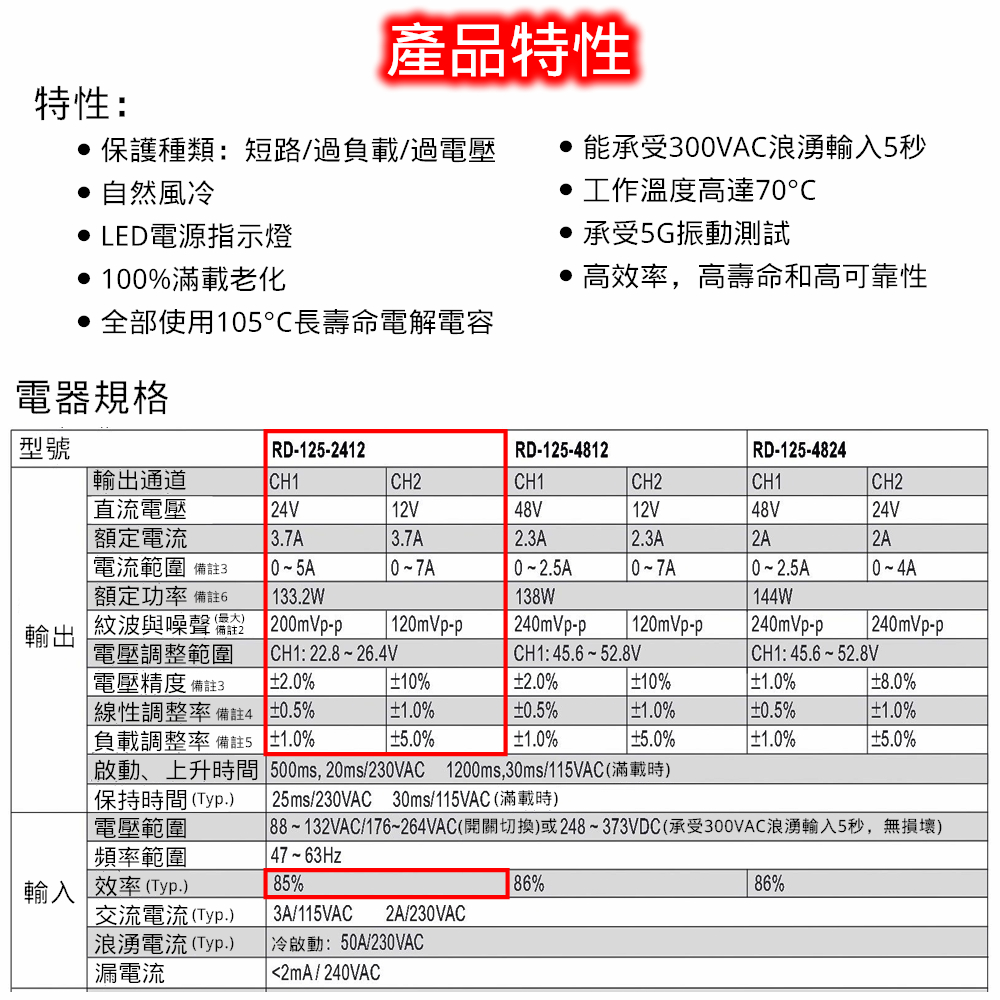 產品特性
特性：
● 保護種類：短路/過負載/過電壓
● 自然風冷
● LED電源指示燈
● 100%滿載老化
● 全部使用105°C長壽命電解電容
● 能承受300VAC浪湧輸入5秒
● 工作溫度高達70°C
● 承受5G振動測試
● 高效率，高壽命和高可靠性
電器規格
型號 RD-125-2412 RD-125-4812 RD-125-4824
輸出
輸出通道 CH1 CH2 CH1 CH2 CH1 CH2
直流電壓 24V 12V 48V 12V 48V 24V
額定電流 3.7A 3.7A 2.3A 2.3A 2A 2A
電流範圍 備註3 0 ~ 5A 0 ~ 7A 0 ~ 2.5A 0 ~ 7A 0 ~ 2.5A 0 ~ 4A
額定功率 備註6 133.2W 138W 144W
紋波與噪聲 (最大) 備註2 200mVp-p 120mVp-p 240mVp-p 120mVp-p 240mVp-p 240mVp-p
電壓調整範圍 CH1: 22.8 ~ 26.4V CH1: 45.6 ~ 52.8V CH1: 45.6 ~ 52.8V
電壓精度 備註3 ±2.0% ±10% ±2.0% ±10% ±1.0% ±8.0%
線性調整率 備註4 ±0.5% ±1.0% ±0.5% ±1.0% ±0.5% ±1.0%
負載調整率 備註5 ±1.0% ±5.0% ±1.0% ±5.0% ±1.0% ±5.0%
啟動、上升時間 500ms, 20ms/230VAC 1200ms,30ms/115VAC(滿載時)
保持時間(Typ.) 25ms/230VAC 30ms/115VAC(滿載時)
輸入
電壓範圍 88 ~ 132VAC/176~264VAC(開關切換)或248 ~ 373VDC(承受300VAC浪湧輸入5秒，無損壞)
頻率範圍 47 ~ 63Hz
效率(Typ.) 85% 86% 86%
交流電流(Typ.) 3A/115VAC 2A/230VAC
浪湧電流(Typ.) 冷啟動：50A/230VAC
漏電流 <2mA / 240VAC